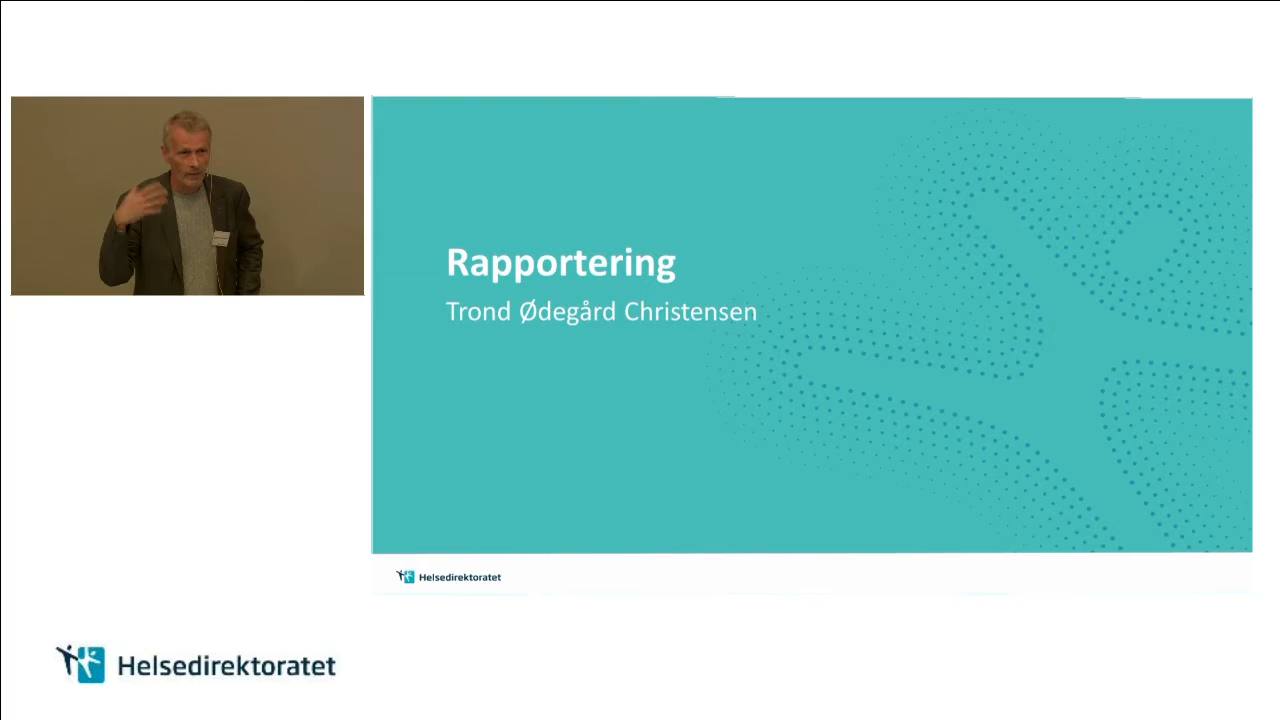 Rapportering
Trond Ødegård Christensen
Helsedirektoratet
Helsedirektoratet